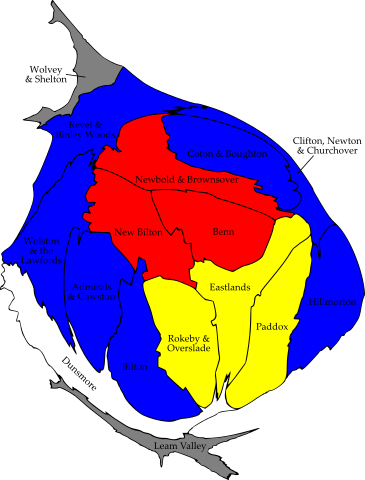 Wolvey
& Shelton
Revel &
Binley Woods
Coton & Boughton
Clifton, Newton
& Churchover
Newbold & Brownsover
New Bilton
Benn
Wolston
& the
Lawfords
Admirals
& Cawston
Eastlands
Hillmorton
Rokeby &
Overslade
Paddox
Bilton
Dunsmore
Leam Valley